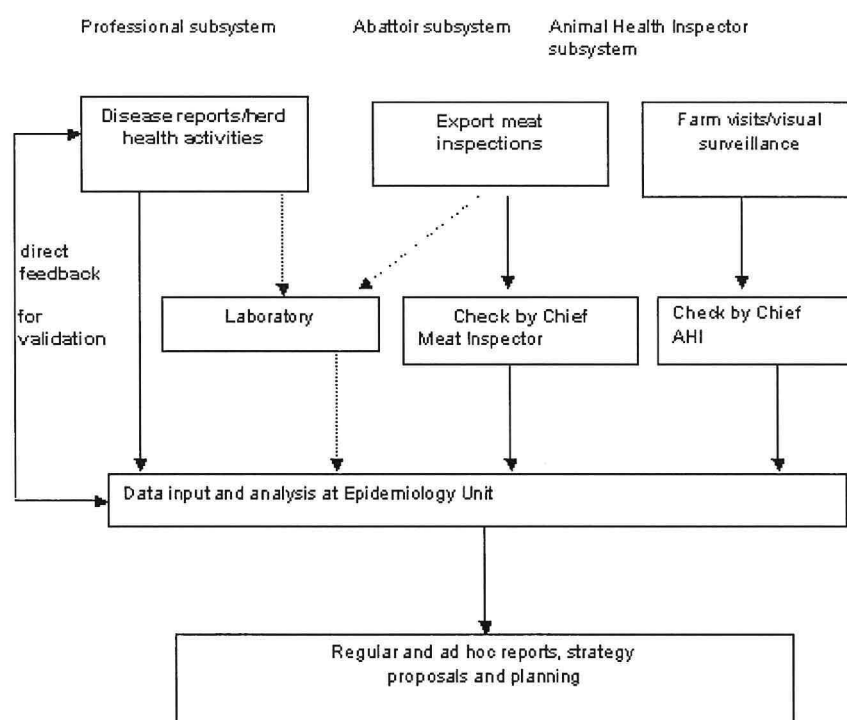 Professional subsystem
Abattoir subsystem
Animal Health Inspector
subsystem
Disease reports/herd
health activities
Export meat
inspections
Farm visits/visual
surveillance
direct
feedback
for
validation
Laboratory
Check by Chief
Meat Inspector
Check by Chief
AHI
Data input and analysis at Epidemiology Unit
Regular and ad hoc reports, strategy
proposals and planning